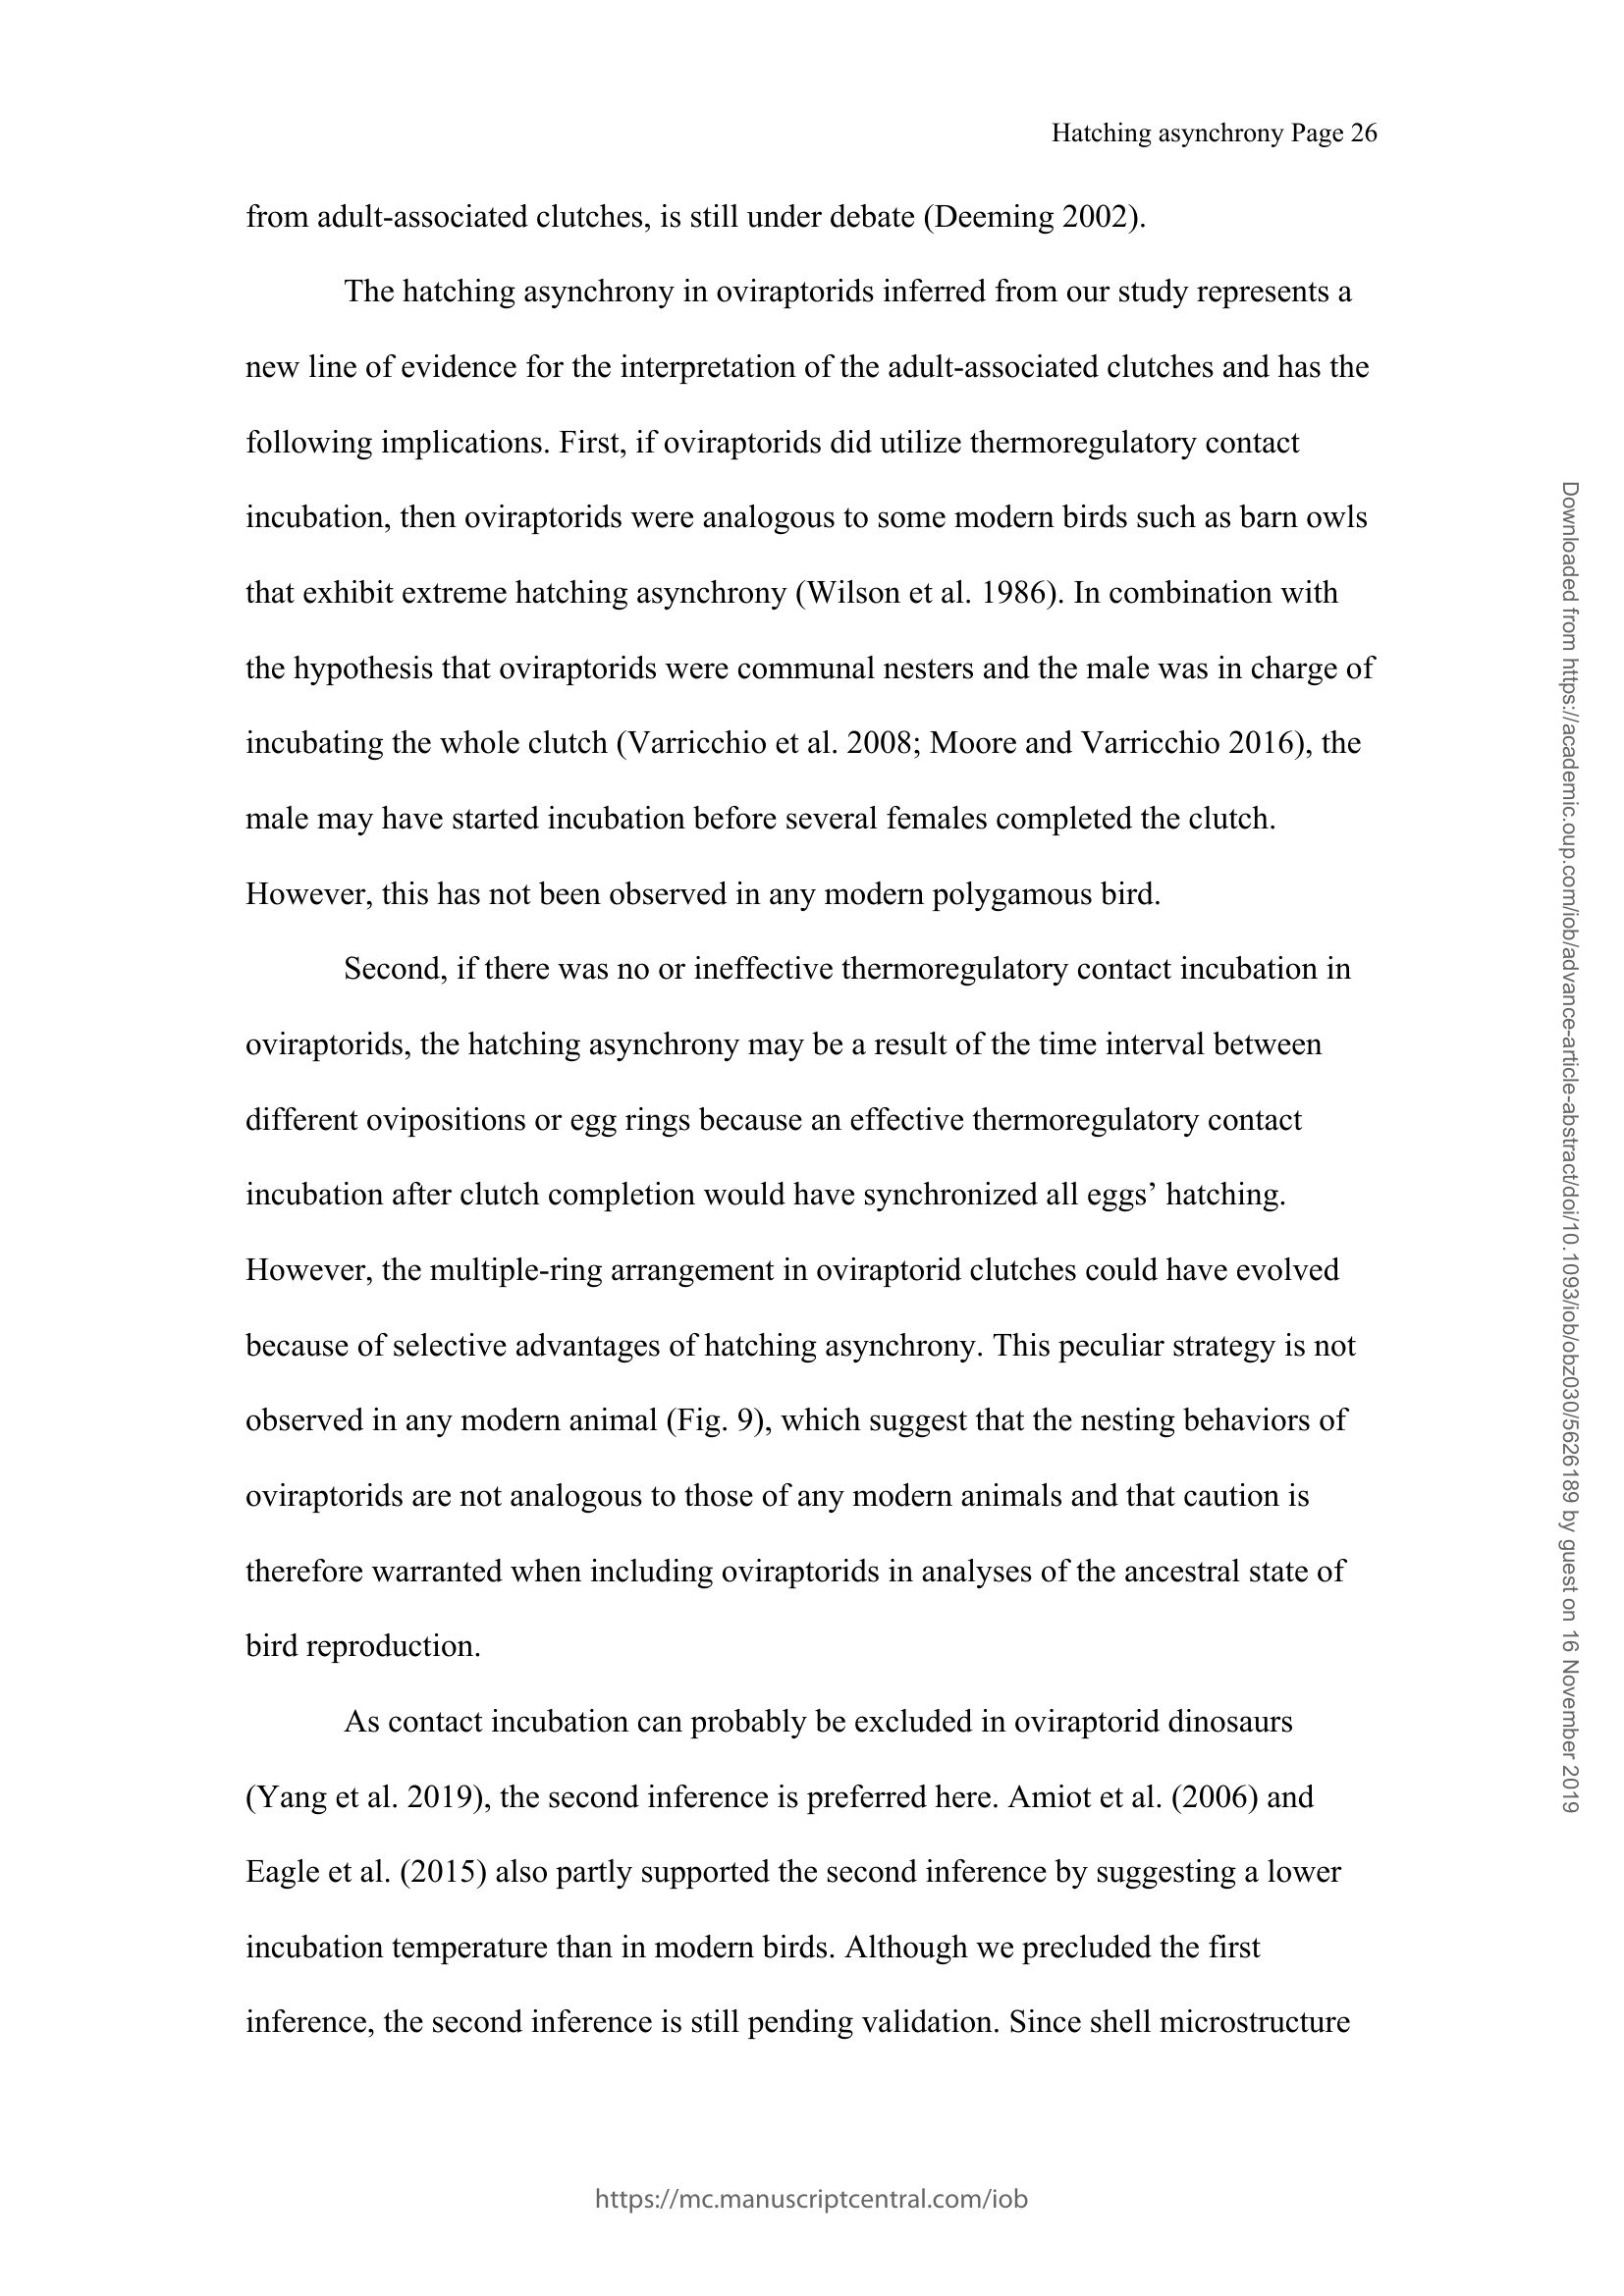 Hatching asynchrony Page 26
from adult-associated clutches, is still under debate (Deeming 2002).
The hatching asynchrony in oviraptorids inferred from our study represents a
new line of evidence for the interpretation of the adult-associated clutches and has the
following implications. First, if oviraptorids did utilize thermoregulatory contact
incubation, then oviraptorids were analogous to some modern birds such as barn owls
that exhibit extreme hatching asynchrony (Wilson et al. 1986). In combination with
the hypothesis that oviraptorids were communal nesters and the male was in charge of
incubating the whole clutch (Varricchio et al. 2008; Moore and Varricchio 2016), the
male may have started incubation before several females completed the clutch.
However, this has not been observed in any modern polygamous bird.
Second, if there was no or ineffective thermoregulatory contact incubation in
oviraptorids, the hatching asynchrony may be a result of the time interval between
different ovipositions or egg rings because an effective thermoregulatory contact
incubation after clutch completion would have synchronized all eggs’ hatching.
However, the multiple-ring arrangement in oviraptorid clutches could have evolved
because of selective advantages of hatching asynchrony. This peculiar strategy is not
observed in any modern animal (Fig. 9), which suggest that the nesting behaviors of
oviraptorids are not analogous to those of any modern animals and that caution is
therefore warranted when including oviraptorids in analyses of the ancestral state of
bird reproduction.
As contact incubation can probably be excluded in oviraptorid dinosaurs
(Yang et al. 2019), the second inference is preferred here. Amiot et al. (2006) and
Eagle et al. (2015) also partly supported the second inference by suggesting a lower
incubation temperature than in modern birds. Although we precluded the first
inference, the second inference is still pending validation. Since shell microstructure
https://mc.manuscriptcentral.com/iob
Downloaded from https://academic.oup.com/iob/advance-article-abstract/doi/10.1093/iob/obz030/5626189 by guest on 16 November 2019